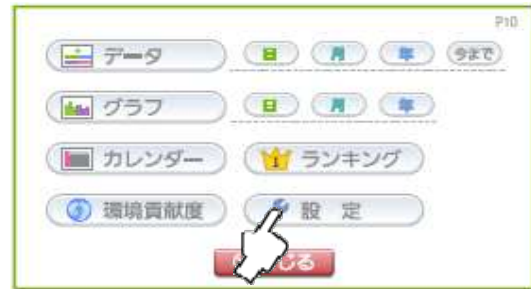 P10
データ 日 月 年 今まで
グラフ 日 月 年
カレンダー ランキング
環境貢献度 設 定
じる